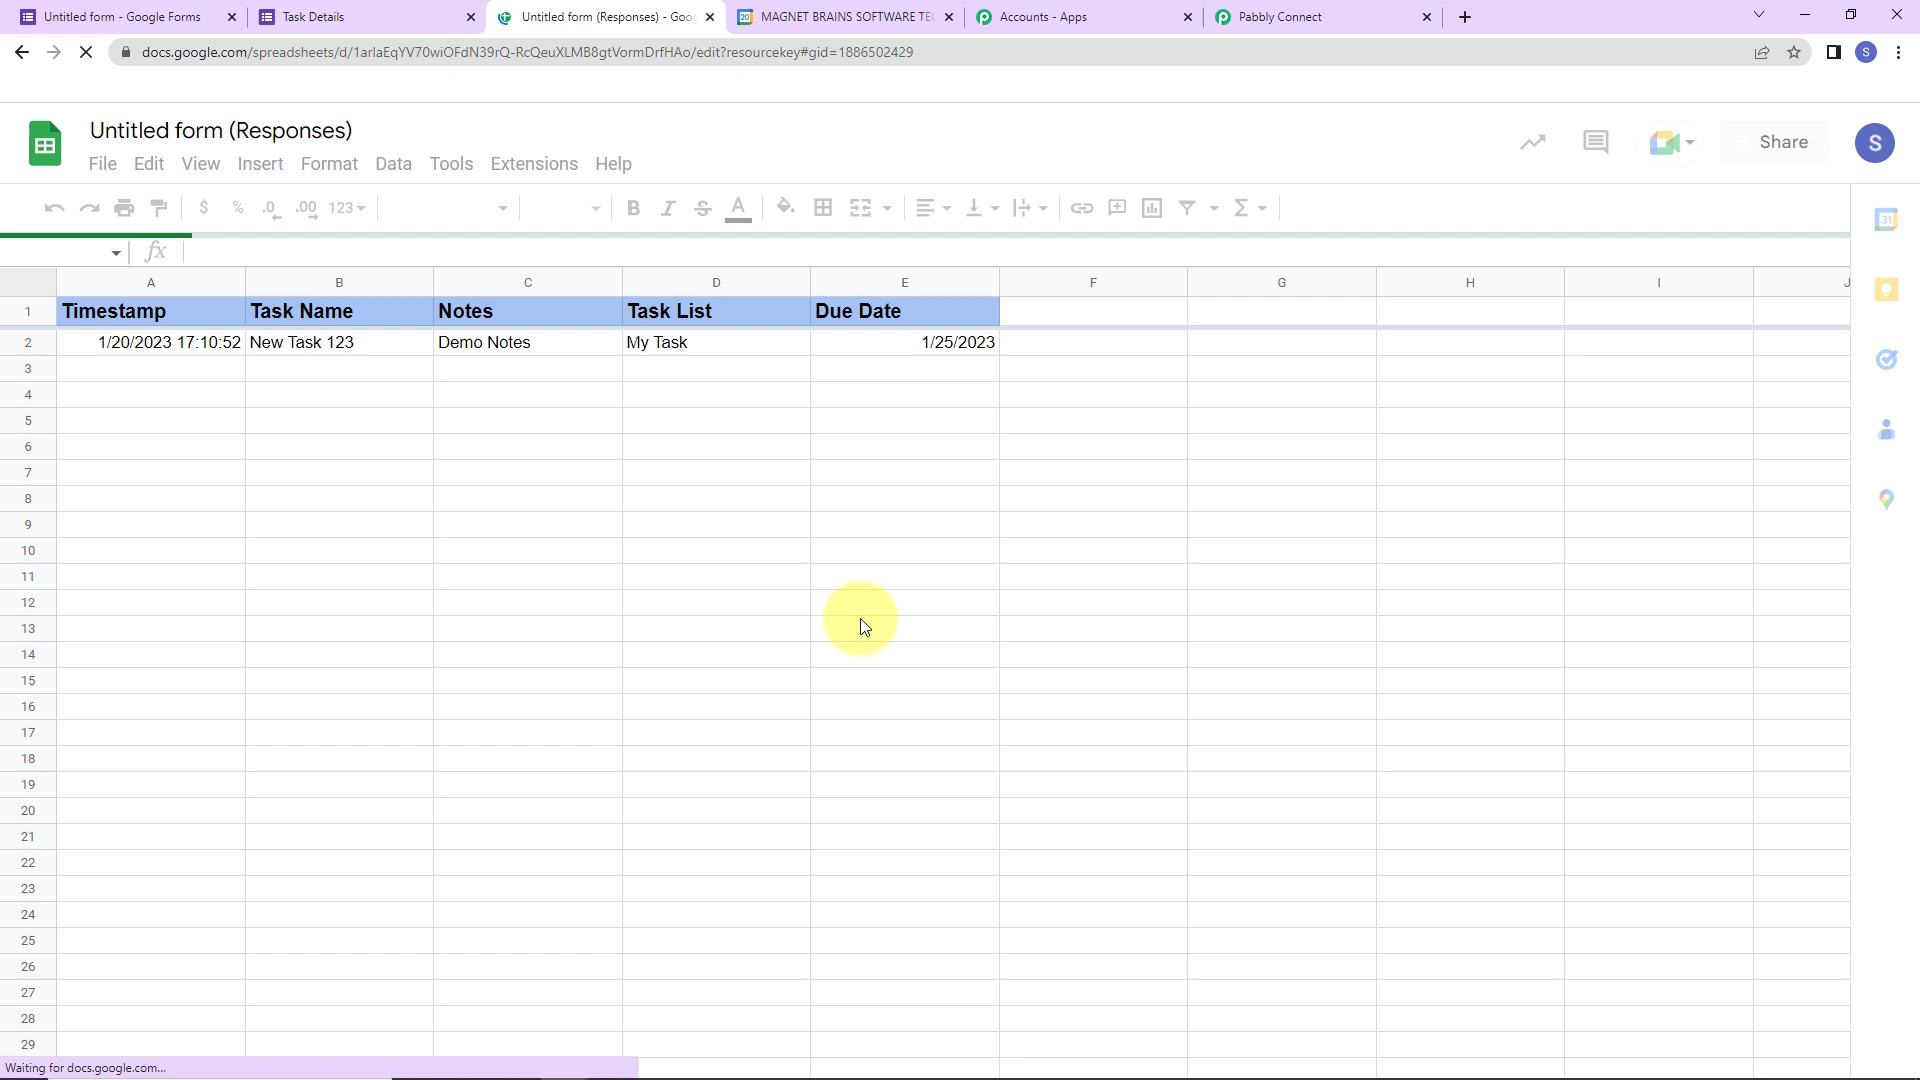 Untitled form - Google Forms
Task Details
Untitled form (Responses) - Goo
MAGNET BRAINS SOFTWARE TEC
Accounts - Apps
Pabbly Connect
docs.google.com/spreadsheets/d/1arlaEqYV70wiOFdN39rQ-RcQeuXLMB8gtVormDrfHAo/edit?resourcekey#gid=1886502429
S
Untitled form (Responses)
File Edit View Insert Format Data Tools Extensions Help
Share
S
$ % .0 .00 123
B I S A
fx
A B C D E F G H I J
1 Timestamp Task Name Notes Task List Due Date
2 1/20/2023 17:10:52 New Task 123 Demo Notes My Task 1/25/2023
3
4
5
6
7
8
9
10
11
12
13
14
15
16
17
18
19
20
21
22
23
24
25
26
27
28
29
Waiting for docs.google.com...